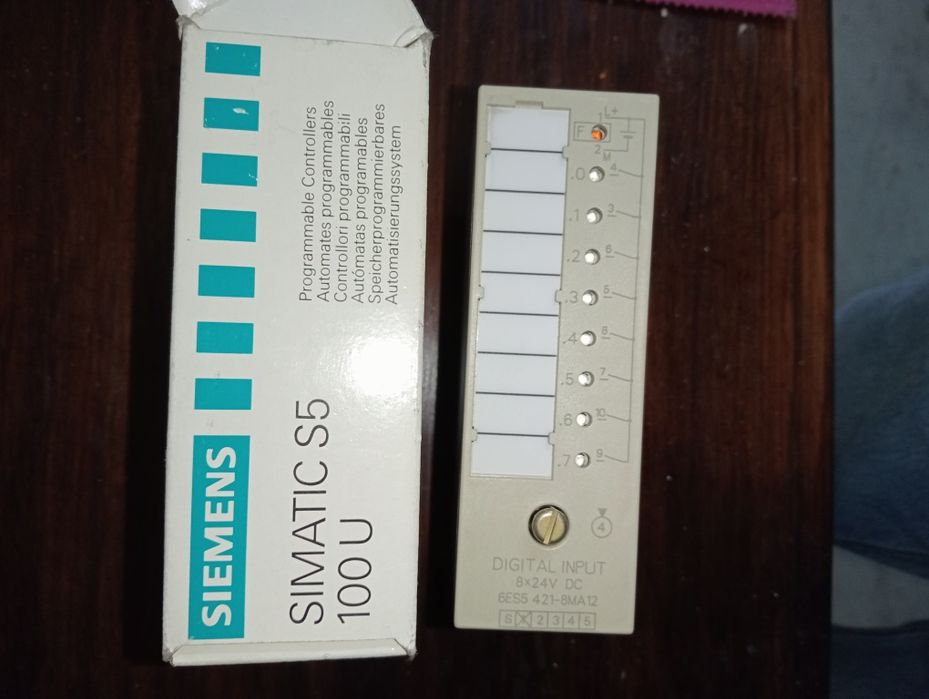 SIEMENS
SIMATIC S5
100 U
Programmable Controllers
Automates programmables
Controllori programmabili
Autómatas programables
Speicherprogrammierbares
Automatisierungssystem
1 L+
F
2 M
.0 4
.1 3
.2 6
.3 5
.4 8
.5 7
.6 10
.7 9
4
DIGITAL INPUT
8×24V DC
6ES5 421-8MA12
S 2 3 4 5